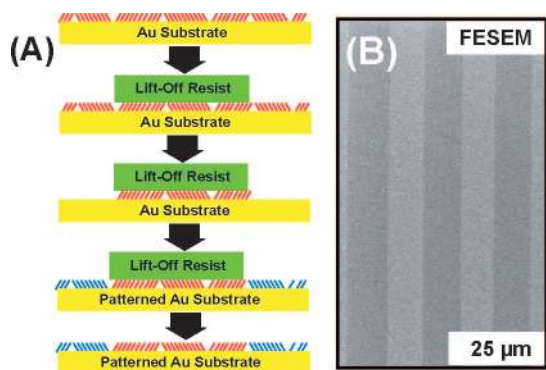 (A)
Au Substrate
Lift-Off Resist
Au Substrate
Lift-Off Resist
Au Substrate
Lift-Off Resist
Patterned Au Substrate
Patterned Au Substrate
(B)
FESEM
25 µm